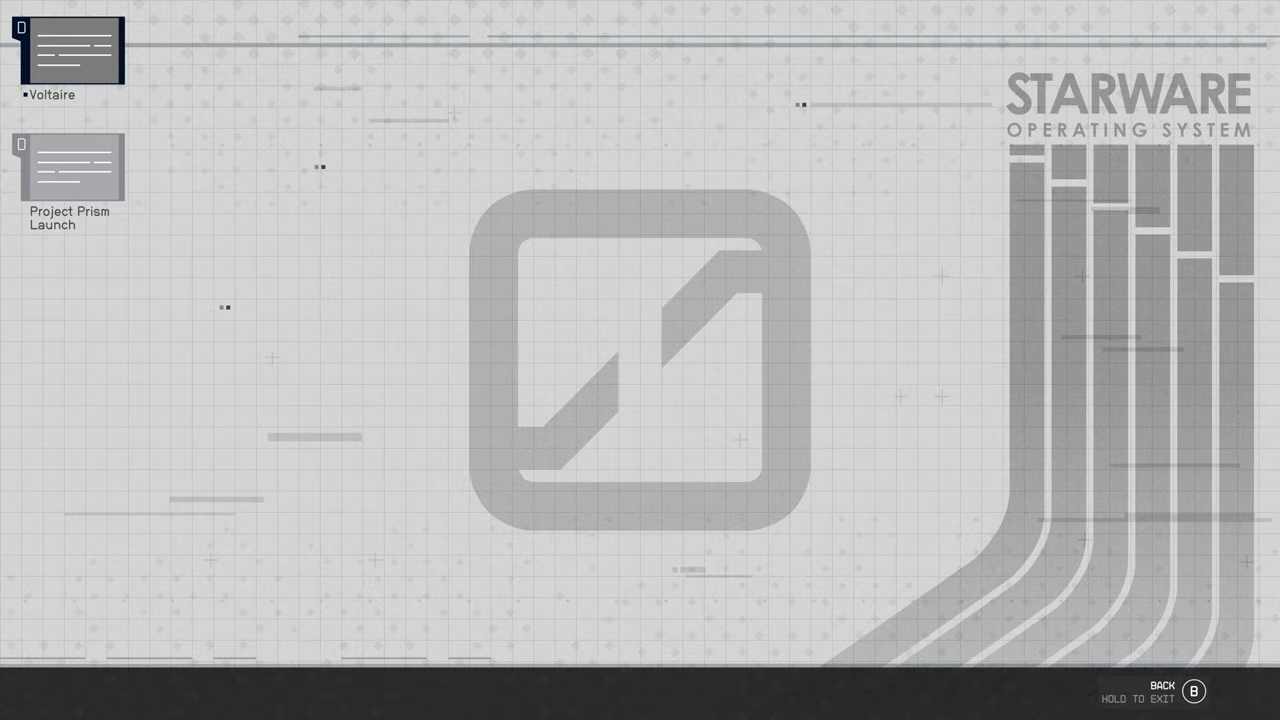 D
Voltaire
D
Project Prism
Launch
STARWARE
OPERATING SYSTEM
BACK
HOLD TO EXIT
B